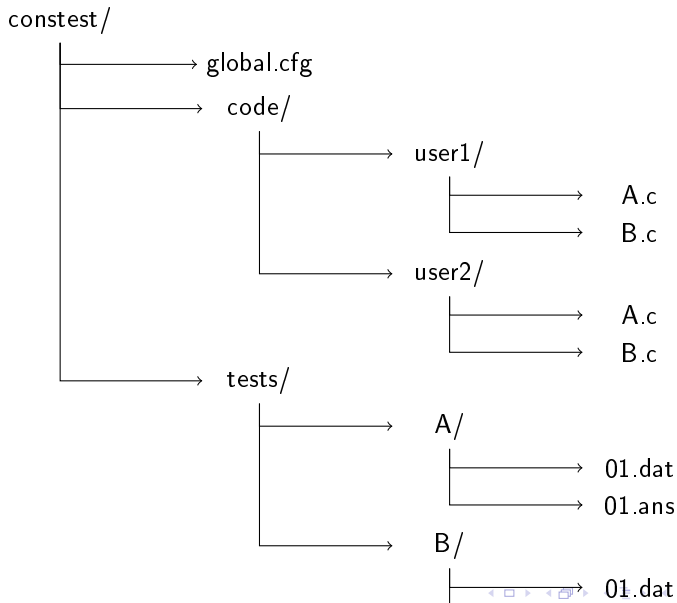 constest/
global.cfg
code/
user1/
A.c
B.c
user2/
A.c
B.c
tests/
A/
01.dat
01.ans
B/
01.dat